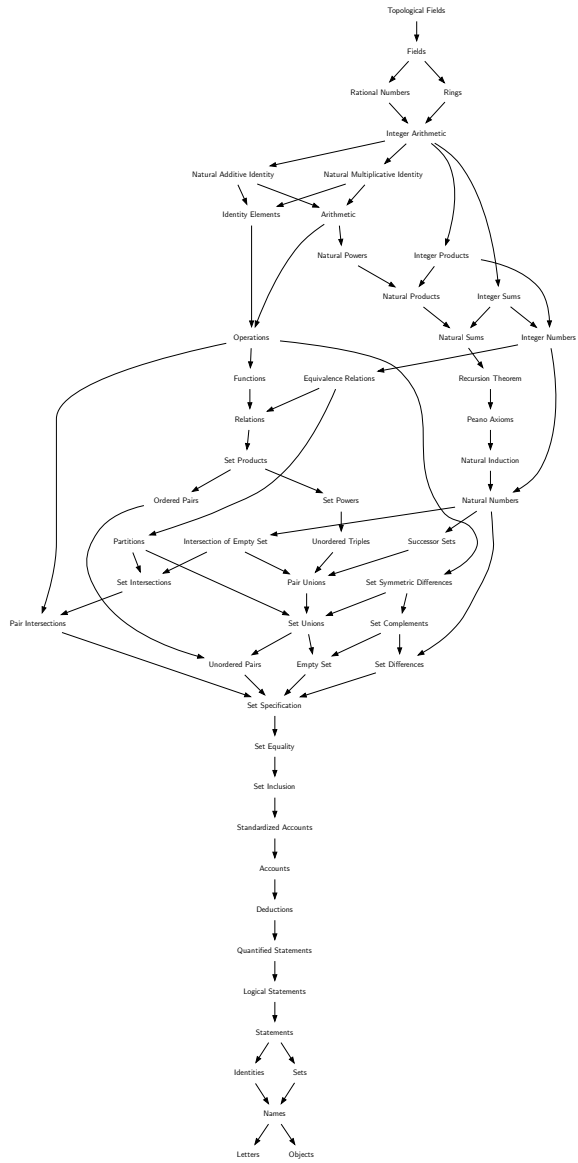 Topological Fields
Fields
Rational Numbers
Rings
Integer Arithmetic
Natural Additive Identity
Natural Multiplicative Identity
Identity Elements
Arithmetic
Natural Powers
Integer Products
Natural Products
Integer Sums
Operations
Natural Sums
Integer Numbers
Functions
Equivalence Relations
Recursion Theorem
Relations
Peano Axioms
Set Products
Natural Induction
Ordered Pairs
Set Powers
Natural Numbers
Partitions
Intersection of Empty Set
Unordered Triples
Successor Sets
Set Intersections
Pair Unions
Set Symmetric Differences
Pair Intersections
Set Unions
Set Complements
Unordered Pairs
Empty Set
Set Differences
Set Specification
Set Equality
Set Inclusion
Standardized Accounts
Accounts
Deductions
Quantified Statements
Logical Statements
Statements
Identities
Sets
Names
Letters
Objects